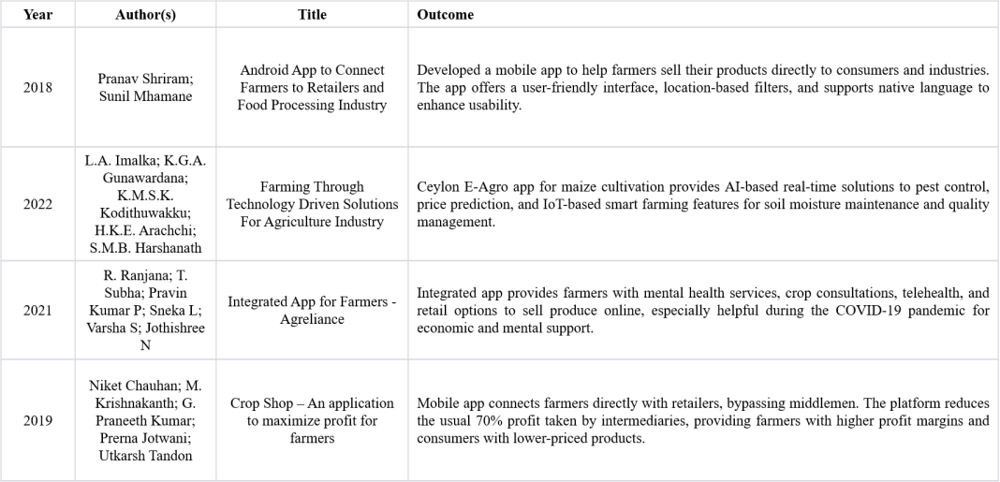 Year Author(s) Title Outcome
2018
Pranav Shriram;
Sunil Mhamane
Android App to Connect
Farmers to Retailers and
Food Processing Industry
Developed a mobile app to help farmers sell their products directly to consumers and industries.
The app offers a user-friendly interface, location-based filters, and supports native language to
enhance usability.
2022
L.A. Imalka; K.G.A.
Gunawardana;
K.M.S.K.
Kodithuwakku;
H.K.E. Arachchi;
S.M.B. Harshanath
Farming Through
Technology Driven Solutions
For Agriculture Industry
Ceylon E-Agro app for maize cultivation provides AI-based real-time solutions to pest control,
price prediction, and IoT-based smart farming features for soil moisture maintenance and quality
management.
2021
R. Ranjana; T.
Subha; Pravin
Kumar P; Sneka L;
Varsha S; Jothishree
N
Integrated App for Farmers -
Agreliance
Integrated app provides farmers with mental health services, crop consultations, telehealth, and
retail options to sell produce online, especially helpful during the COVID-19 pandemic for
economic and mental support.
2019
Niket Chauhan; M.
Krishnakanth; G.
Praneeth Kumar;
Prerna Jotwani;
Utkarsh Tandon
Crop Shop – An application
to maximize profit for
farmers
Mobile app connects farmers directly with retailers, bypassing middlemen. The platform reduces
the usual 70% profit taken by intermediaries, providing farmers with higher profit margins and
consumers with lower-priced products.